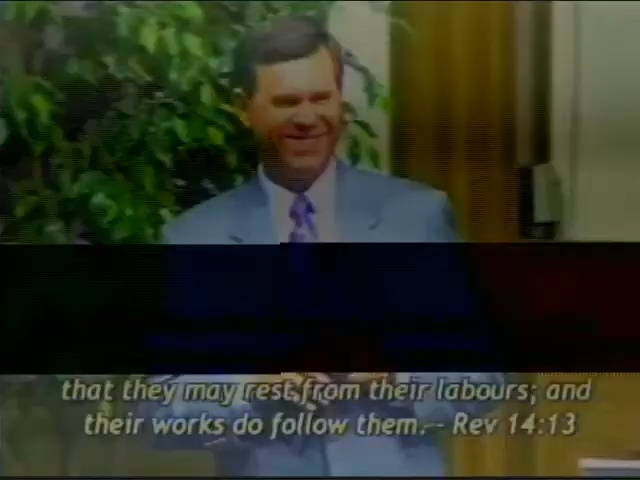 that they may rest from their labours; and
their works do follow them.- Rev 14:13